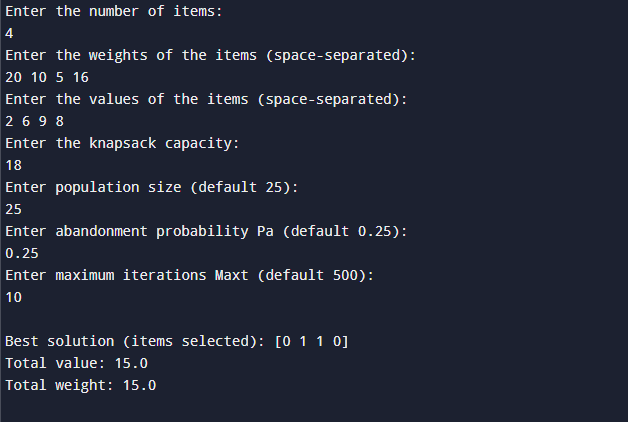 Enter the number of items:
4
Enter the weights of the items (space-separated):
20 10 5 16
Enter the values of the items (space-separated):
2 6 9 8
Enter the knapsack capacity:
18
Enter population size (default 25):
25
Enter abandonment probability Pa (default 0.25):
0.25
Enter maximum iterations Maxt (default 500):
10
Best solution (items selected): [0 1 1 0]
Total value: 15.0
Total weight: 15.0